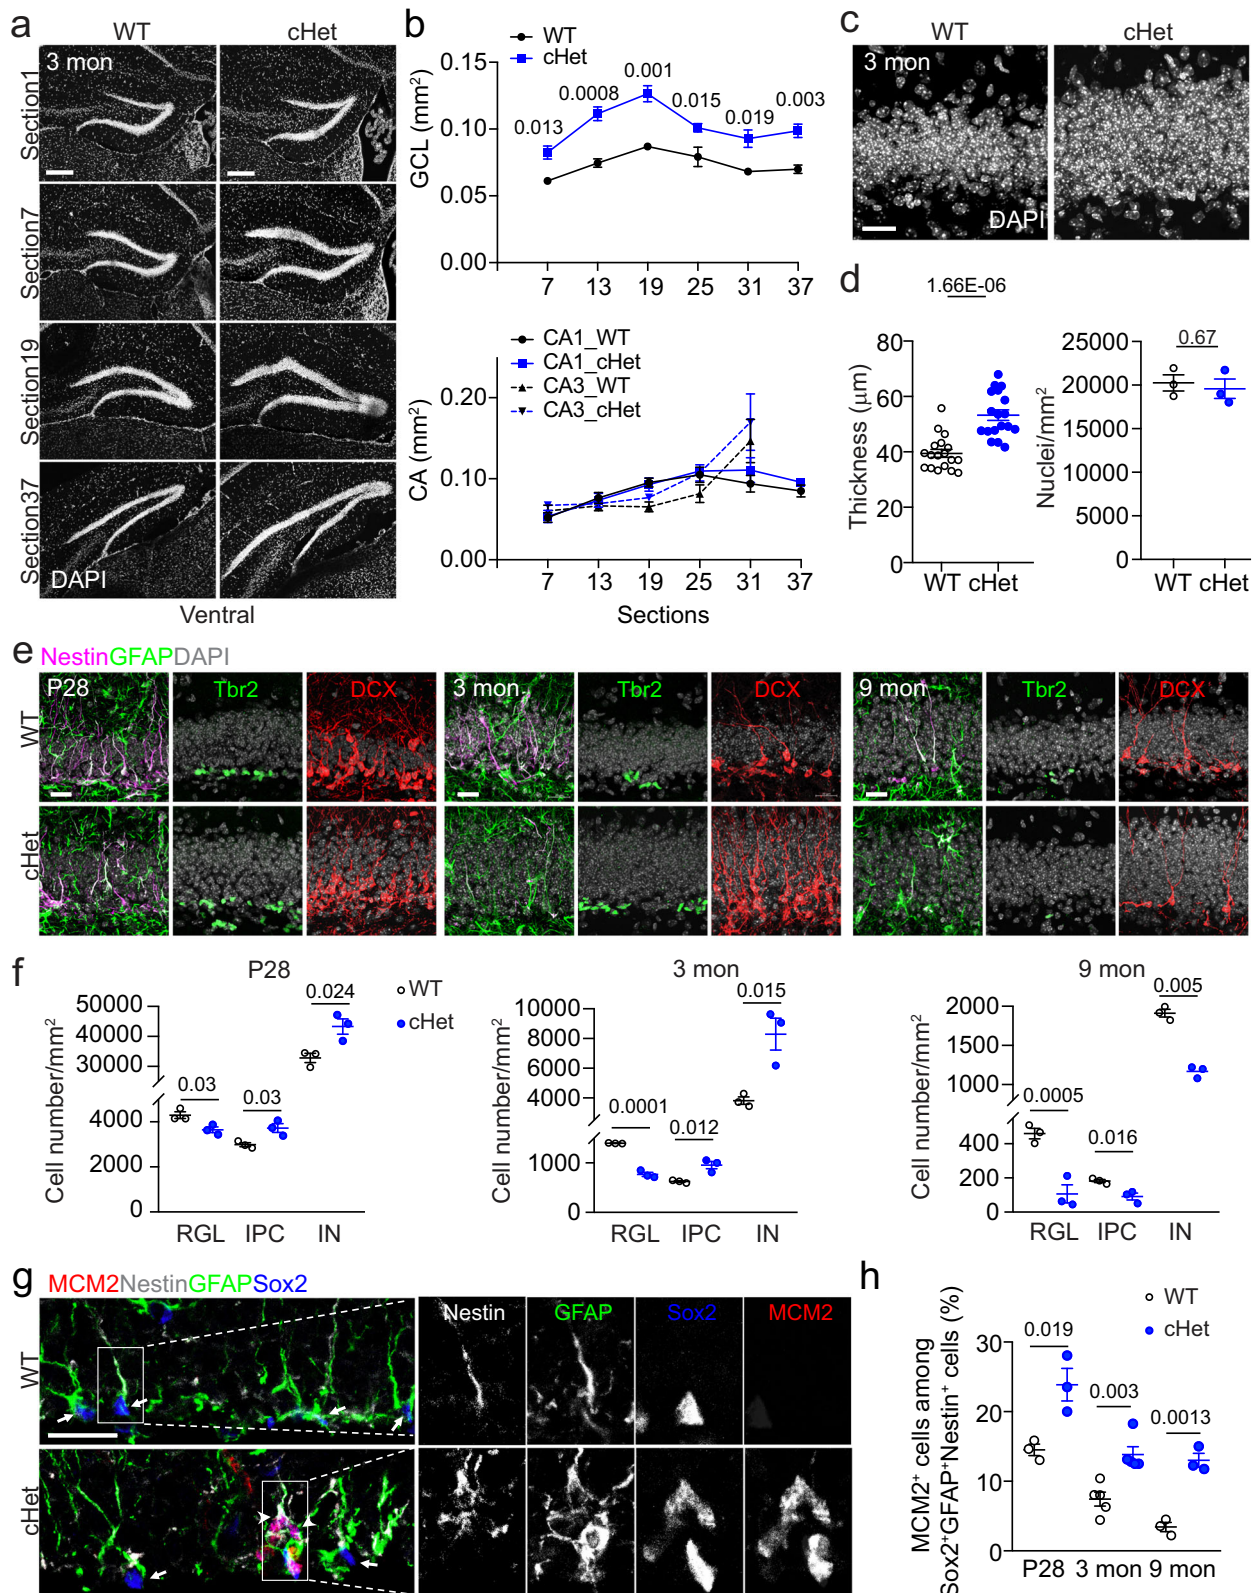 a
WT
cHet
3 mon
Section1
Section7
Section19
Section37
DAPI
Ventral
b
WT
cHet
GCL (mm²)
0.15
0.10
0.05
0.00
0.013
0.0008
0.001
0.015
0.019
0.003
7 13 19 25 31 37
CA1_WT
CA1_cHet
CA3_WT
CA3_cHet
CA (mm²)
0.20
0.10
0.00
7 13 19 25 31 37
Sections
c
WT
cHet
3 mon
DAPI
d
1.66E-06
Thickness (µm)
80
60
40
20
0
WT cHet
0.67
Nuclei/mm²
25000
20000
15000
10000
5000
0
WT cHet
e
NestinGFAPDAPI
P28 Tbr2 DCX 3 mon Tbr2 DCX 9 mon Tbr2 DCX
WT
cHet
f
P28
WT
cHet
Cell number/mm²
50000
40000
30000
4000
2000
0
0.03
0.03
0.024
RGL IPC IN
3 mon
Cell number/mm²
10000
8000
6000
4000
1000
0
0.0001
0.012
0.015
RGL IPC IN
9 mon
Cell number/mm²
2000
1500
1000
400
200
0
0.0005
0.016
0.005
RGL IPC IN
g
MCM2NestinGFAPSox2
WT
cHet
Nestin GFAP Sox2 MCM2
h
WT
cHet
MCM2⁺ cells among
Sox2⁺GFAP⁺Nestin⁺ cells (%)
30
20
10
0
0.019
0.003
0.0013
P28 3 mon 9 mon